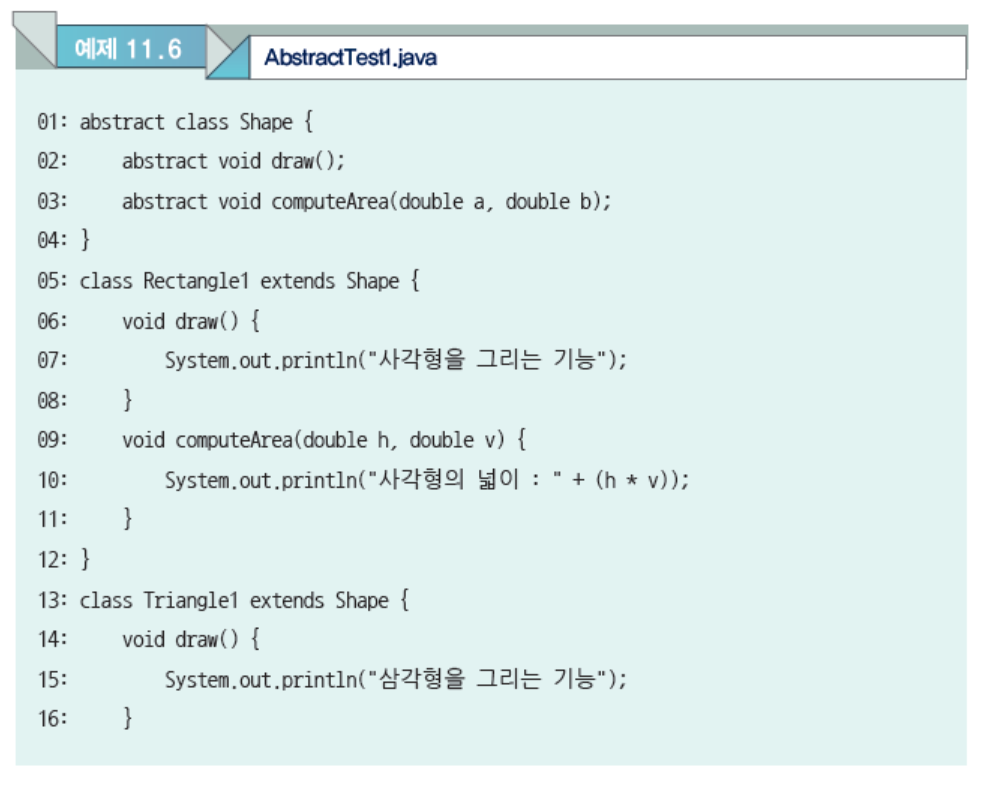 예제 11.6
AbstractTest1.java
01: abstract class Shape {
02:     abstract void draw();
03:     abstract void computeArea(double a, double b);
04: }
05: class Rectangle1 extends Shape {
06:     void draw() {
07:         System.out.println("사각형을 그리는 기능");
08:     }
09:     void computeArea(double h, double v) {
10:         System.out.println("사각형의 넓이 : " + (h * v));
11:     }
12: }
13: class Triangle1 extends Shape {
14:     void draw() {
15:         System.out.println("삼각형을 그리는 기능");
16:     }